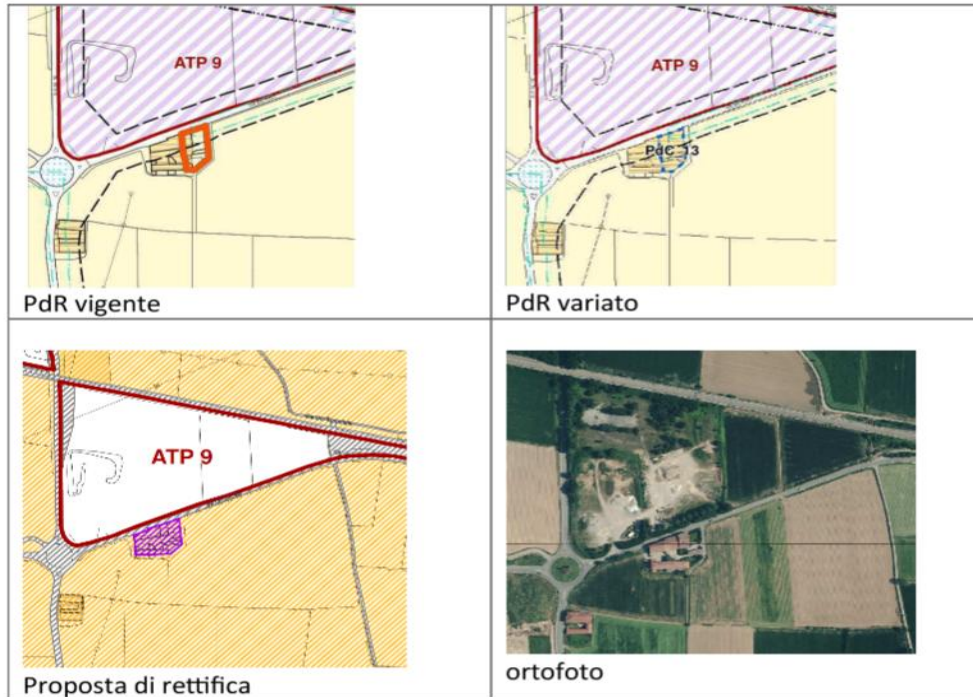 ATP 9
PdR vigente
ATP 9
PdC 13
PdR variato
ATP 9
Proposta di rettifica
ortofoto